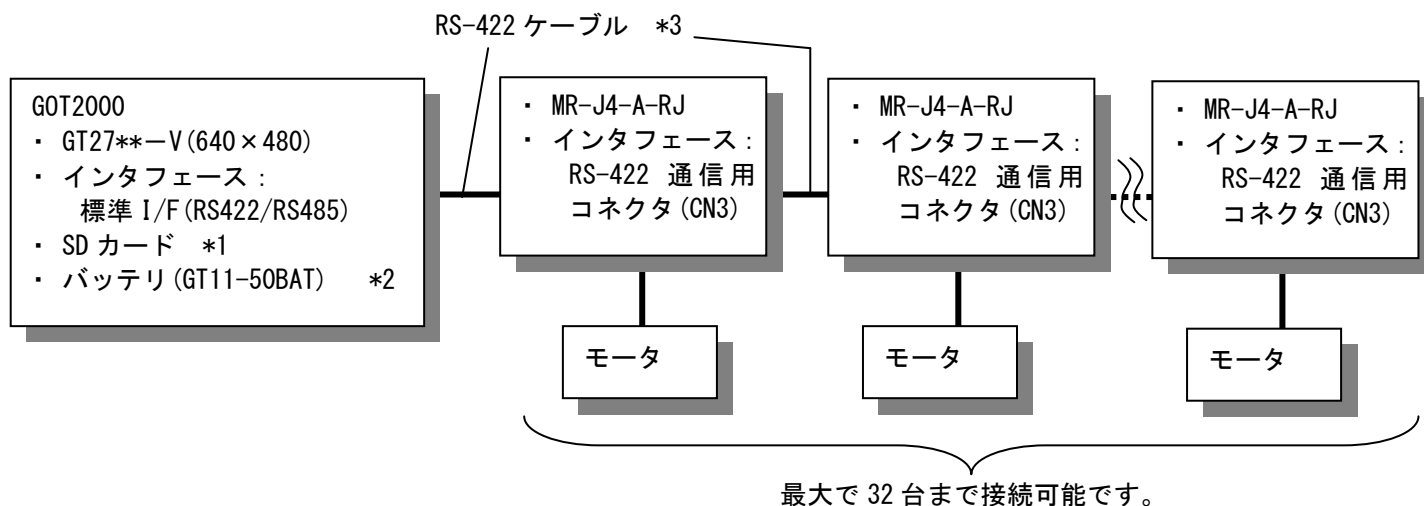 RS-422 ケーブル *3
GOT2000
・ GT27**－V(640×480)
・ インタフェース：
標準 I/F(RS422/RS485)
・ SD カード *1
・ バッテリ(GT11-50BAT) *2
・ MR-J4-A-RJ
・ インタフェース：
RS-422 通信用
コネクタ(CN3)
・ MR-J4-A-RJ
・ インタフェース：
RS-422 通信用
コネクタ(CN3)
・ MR-J4-A-RJ
・ インタフェース：
RS-422 通信用
コネクタ(CN3)
モータ
モータ
モータ
最大で 32 台まで接続可能です。